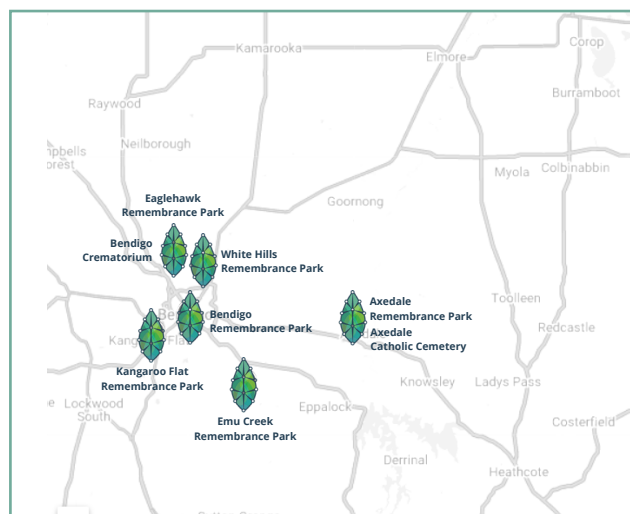 Corop
Kamarooka
Elmore
Burramboot
Raywood
Neilborough
Colbinabbin
Myola
Goornong
Eaglehawk
Remembrance Park
Bendigo
Crematorium
White Hills
Remembrance Park
Toolleen
Axedale
Remembrance Park
Axedale
Catholic Cemetery
Bendigo
Remembrance Park
Redcastle
Kangaroo Flat
Remembrance Park
Knowsley
Ladys Pass
Lockwood
South
Eppalock
Emu Creek
Remembrance Park
Costerfield
Derrinal
Heathcote